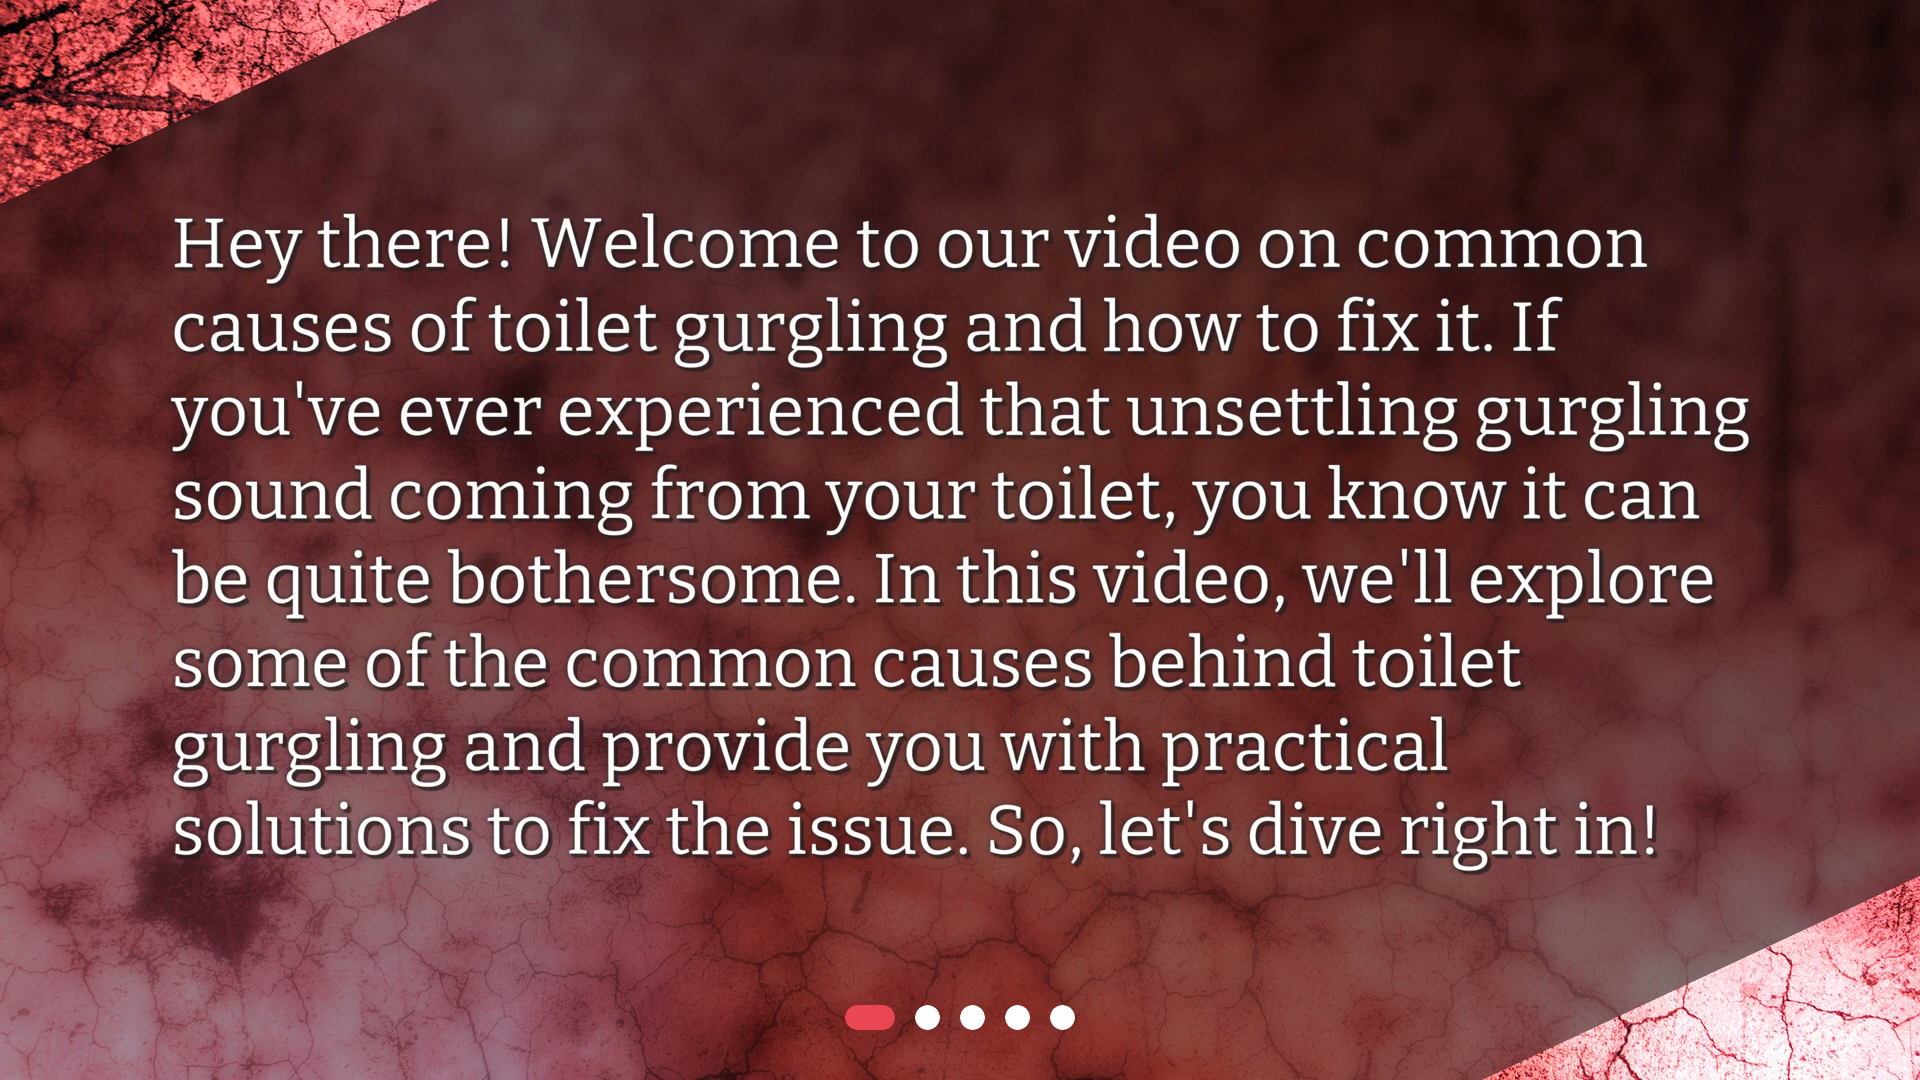 Hey there! Welcome to our video on common
causes of toilet gurgling and how to fix it. If
you've ever experienced that unsettling gurgling
sound coming from your toilet, you know it can
be quite bothersome. In this video, we'll explore
some of the common causes behind toilet
gurgling and provide you with practical
solutions to fix the issue. So, let's dive right in!